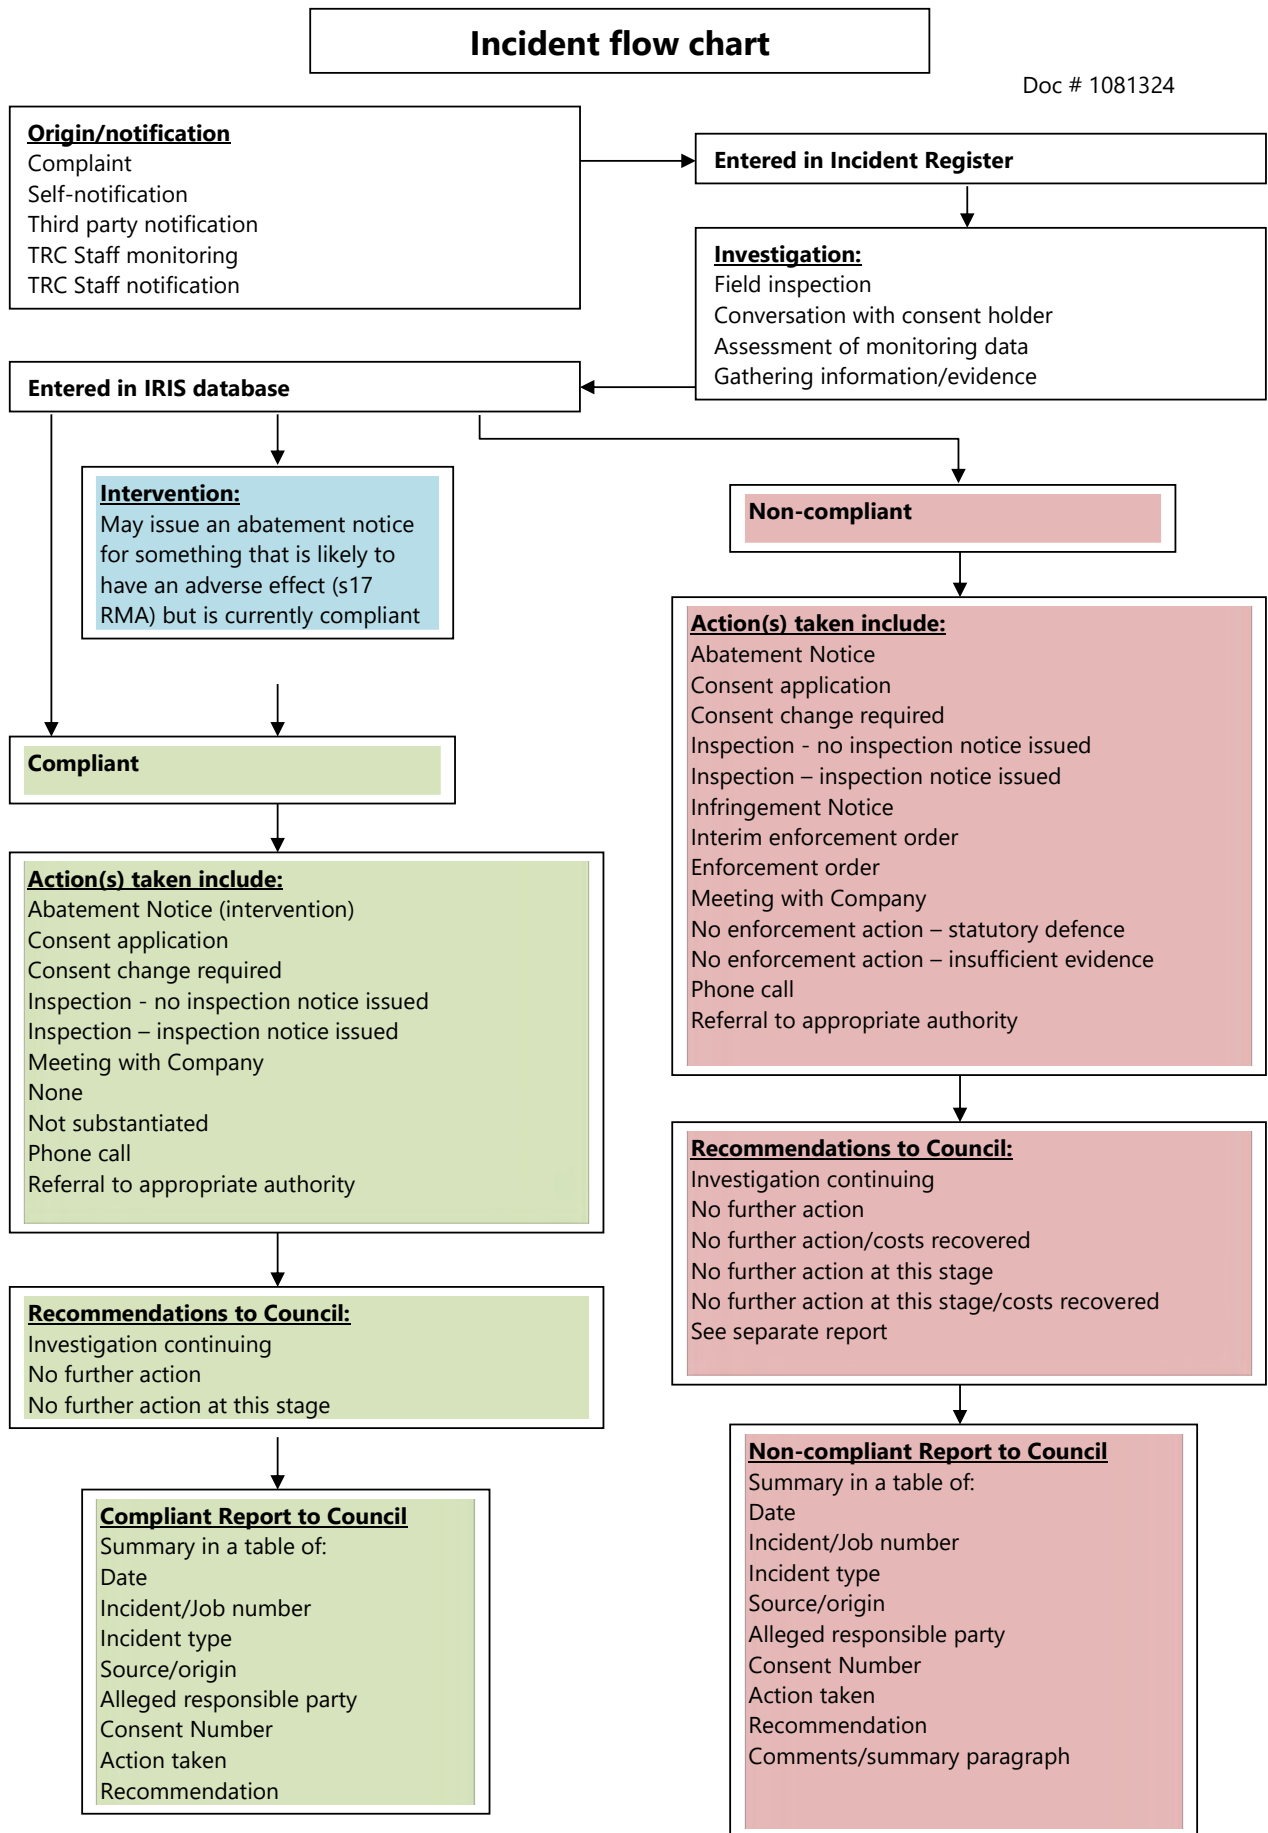 Incident flow chart
Doc # 1081324
Origin/notification
Complaint
Self-notification
Third party notification
TRC Staff monitoring
TRC Staff notification
Entered in Incident Register
Investigation:
Field inspection
Conversation with consent holder
Assessment of monitoring data
Gathering information/evidence
Entered in IRIS database
Intervention:
May issue an abatement notice
for something that is likely to
have an adverse effect (s17
RMA) but is currently compliant
Compliant
Action(s) taken include:
Abatement Notice (intervention)
Consent application
Consent change required
Inspection - no inspection notice issued
Inspection – inspection notice issued
Meeting with Company
None
Not substantiated
Phone call
Referral to appropriate authority
Recommendations to Council:
Investigation continuing
No further action
No further action at this stage
Compliant Report to Council
Summary in a table of:
Date
Incident/Job number
Incident type
Source/origin
Alleged responsible party
Consent Number
Action taken
Recommendation
Non-compliant
Action(s) taken include:
Abatement Notice
Consent application
Consent change required
Inspection - no inspection notice issued
Inspection – inspection notice issued
Infringement Notice
Interim enforcement order
Enforcement order
Meeting with Company
No enforcement action – statutory defence
No enforcement action – insufficient evidence
Phone call
Referral to appropriate authority
Recommendations to Council:
Investigation continuing
No further action
No further action/costs recovered
No further action at this stage
No further action at this stage/costs recovered
See separate report
Non-compliant Report to Council
Summary in a table of:
Date
Incident/Job number
Incident type
Source/origin
Alleged responsible party
Consent Number
Action taken
Recommendation
Comments/summary paragraph